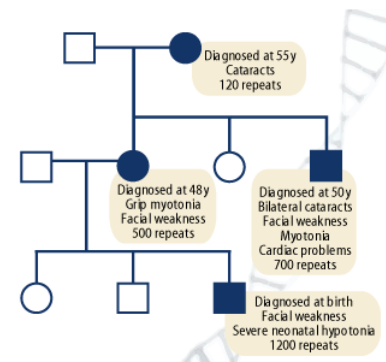 Diagnosed at 55y
Cataracts
120 repeats
Diagnosed at 48y
Grip myotonia
Facial weakness
500 repeats
Diagnosed at 50y
Bilateral cataracts
Facial weakness
Myotonia
Cardiac problems
700 repeats
Diagnosed at birth
Facial weakness
Severe neonatal hypotonia
1200 repeats